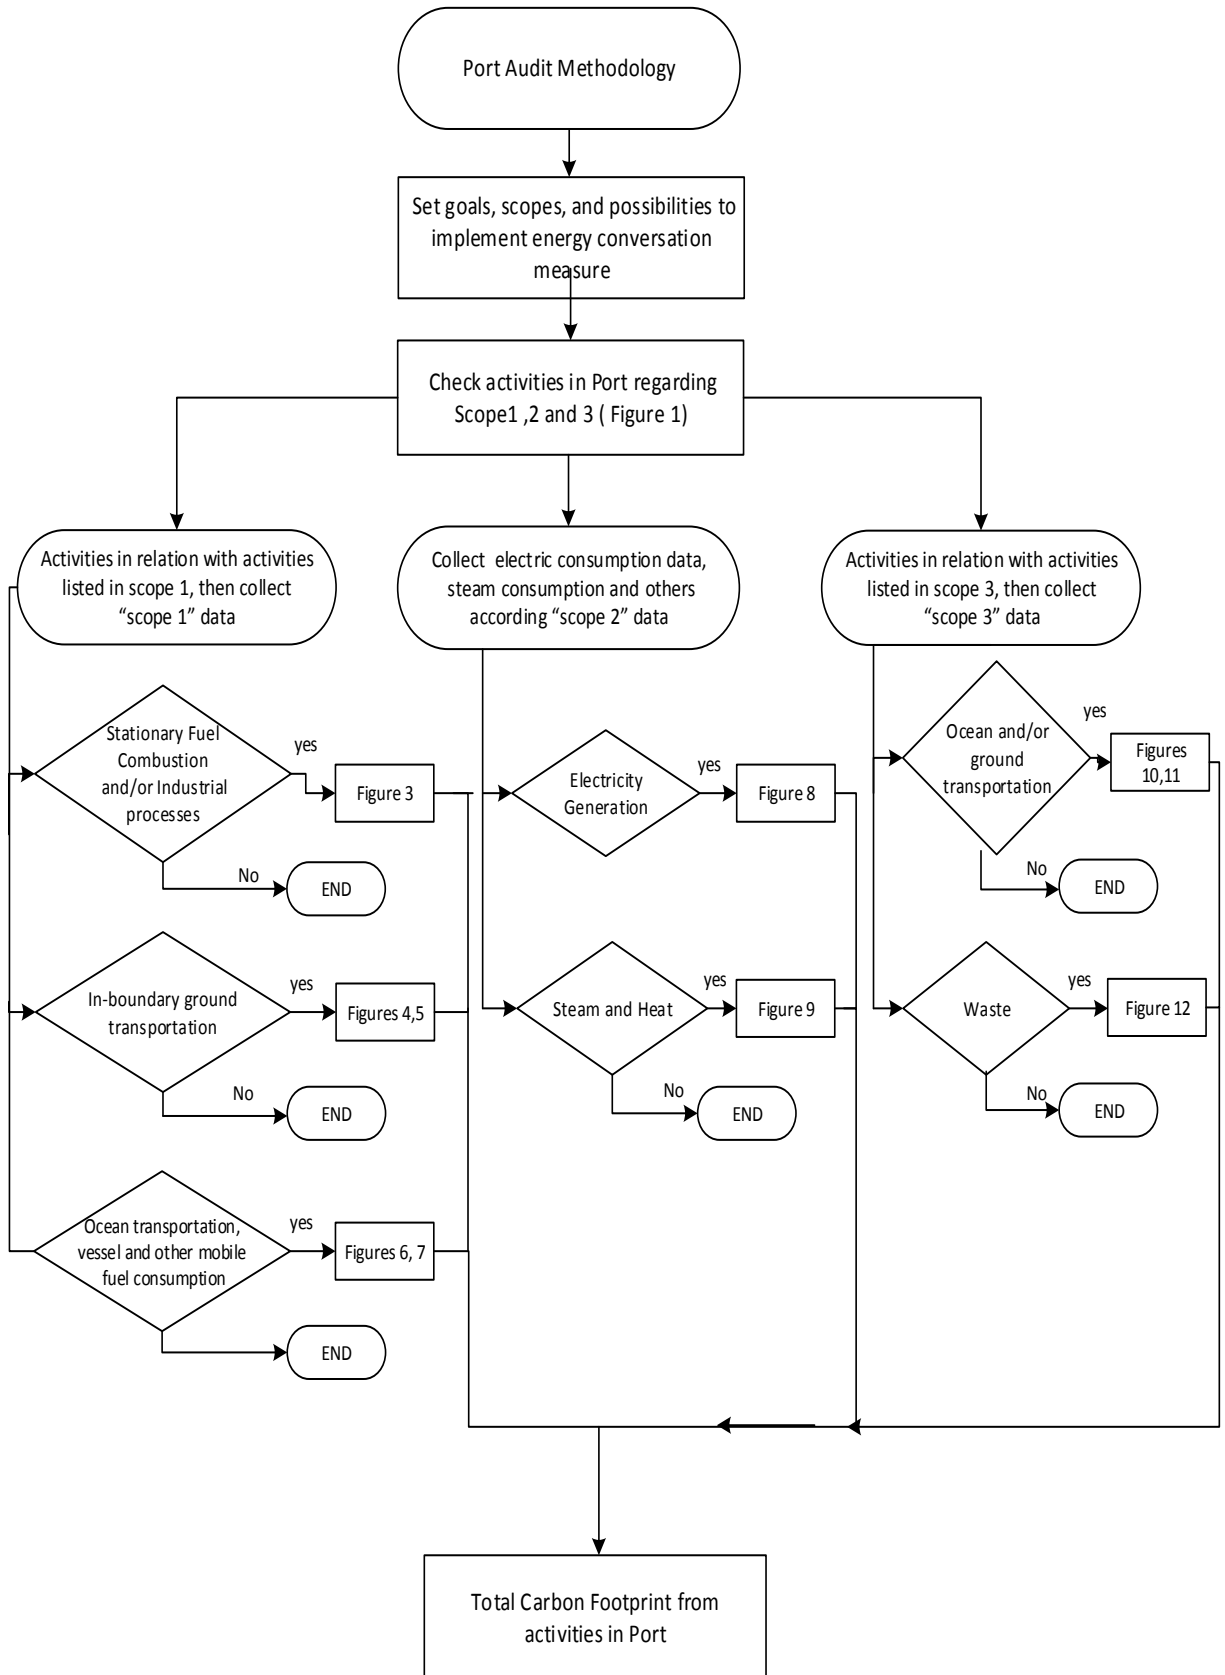 Port Audit Methodology
Set goals, scopes, and possibilities to
implement energy conversation
measure
Check activities in Port regarding
Scope1 ,2 and 3 ( Figure 1)
Activities in relation with activities
listed in scope 1, then collect
“scope 1” data
Collect electric consumption data,
steam consumption and others
according “scope 2” data
Activities in relation with activities
listed in scope 3, then collect
“scope 3” data
Stationary Fuel
Combustion
and/or Industrial
processes
yes
Figure 3
No
END
In-boundary ground
transportation
yes
Figures 4,5
No
END
Ocean transportation,
vessel and other mobile
fuel consumption
yes
Figures 6, 7
END
Electricity
Generation
yes
Figure 8
Steam and Heat
yes
Figure 9
No
END
Ocean and/or
ground
transportation
yes
Figures
10,11
No
END
Waste
yes
Figure 12
No
END
Total Carbon Footprint from
activities in Port